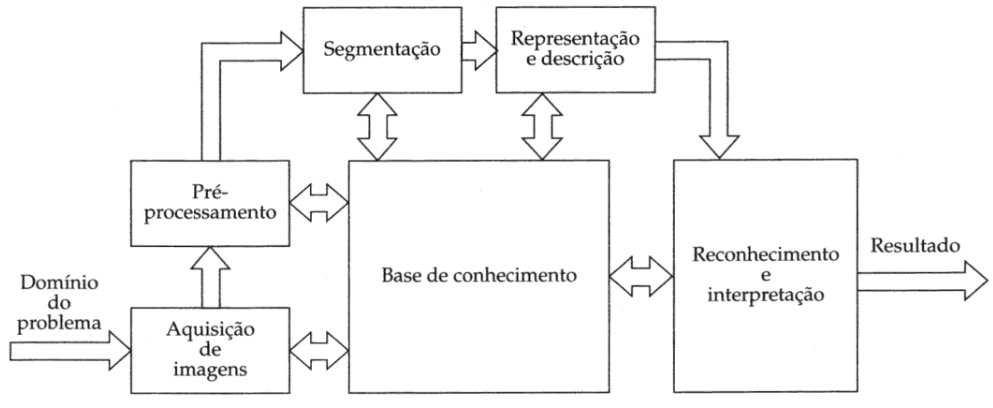 Segmentação
Representação
e descrição
Pré-
processamento
Base de conhecimento
Reconhecimento
e
interpretação
Resultado
Domínio
do
problema
Aquisição
de
imagens